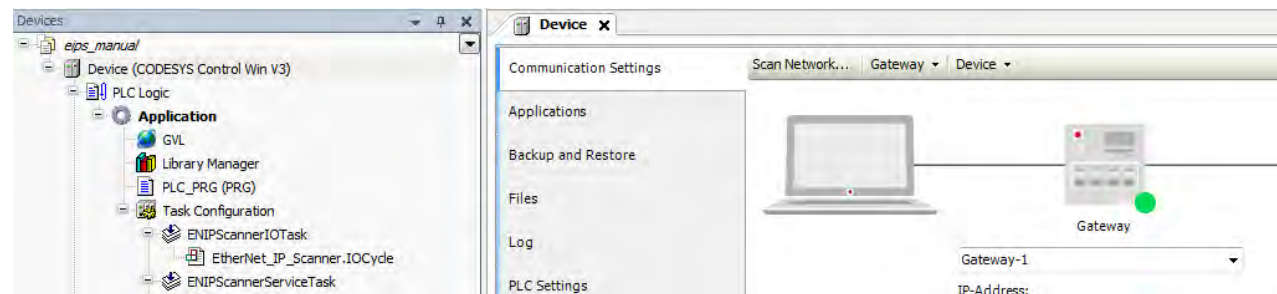 Devices
eips_manual
Device (CODESYS Control Win V3)
PLC Logic
Application
GVL
Library Manager
PLC_PRG (PRG)
Task Configuration
ENIPScannerIOTask
EtherNet_IP_Scanner.IOCycle
ENIPScannerServiceTask
Device
Communication Settings
Applications
Backup and Restore
Files
Log
PLC Settings
Scan Network... Gateway Device
Gateway
Gateway-1
IP-Address: